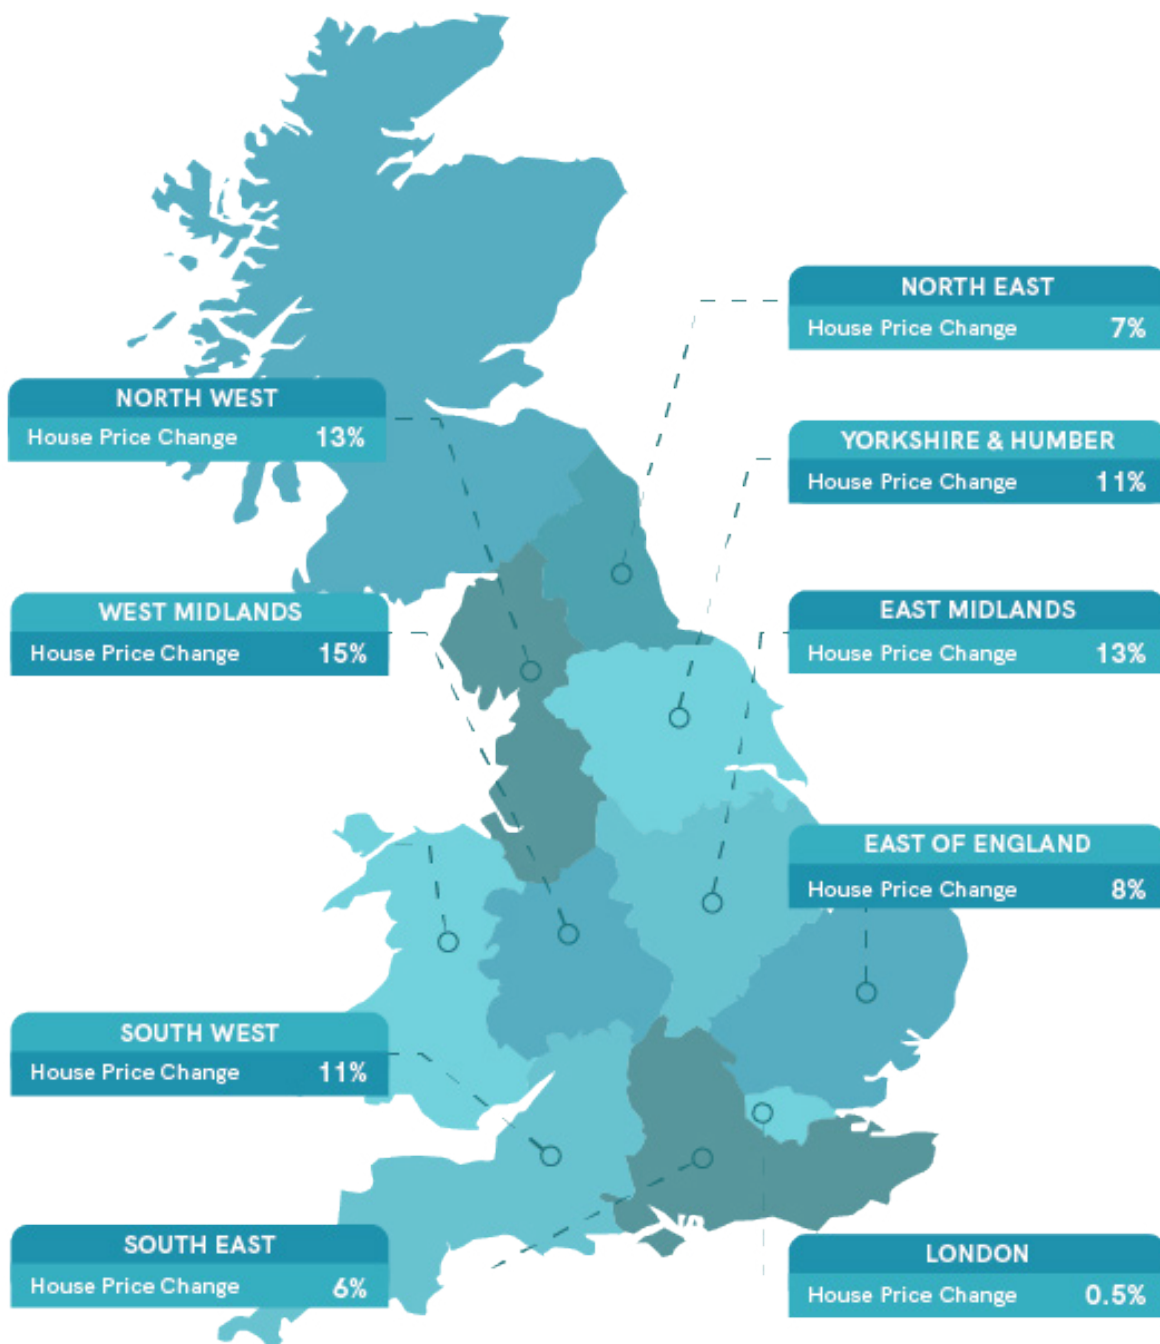 NORTH EAST
House Price Change 7%
NORTH WEST
House Price Change 13%
YORKSHIRE & HUMBER
House Price Change 11%
WEST MIDLANDS
House Price Change 15%
EAST MIDLANDS
House Price Change 13%
EAST OF ENGLAND
House Price Change 8%
SOUTH WEST
House Price Change 11%
SOUTH EAST
House Price Change 6%
LONDON
House Price Change 0.5%